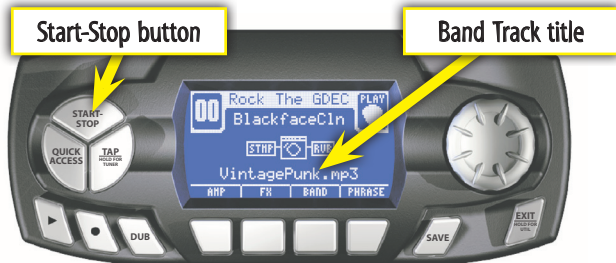 Start-Stop button
Band Track title
START-
STOP
QUICK
ACCESS
TAP
HOLD FOR
TUNER
00
Rock The GDEC
PLAY
BlackfaceCln
STMP
RVB
VintagePunk.mp3
AMP
FX
BAND
PHRASE
DUB
SAVE
EXIT
HOLD FOR
UTIL